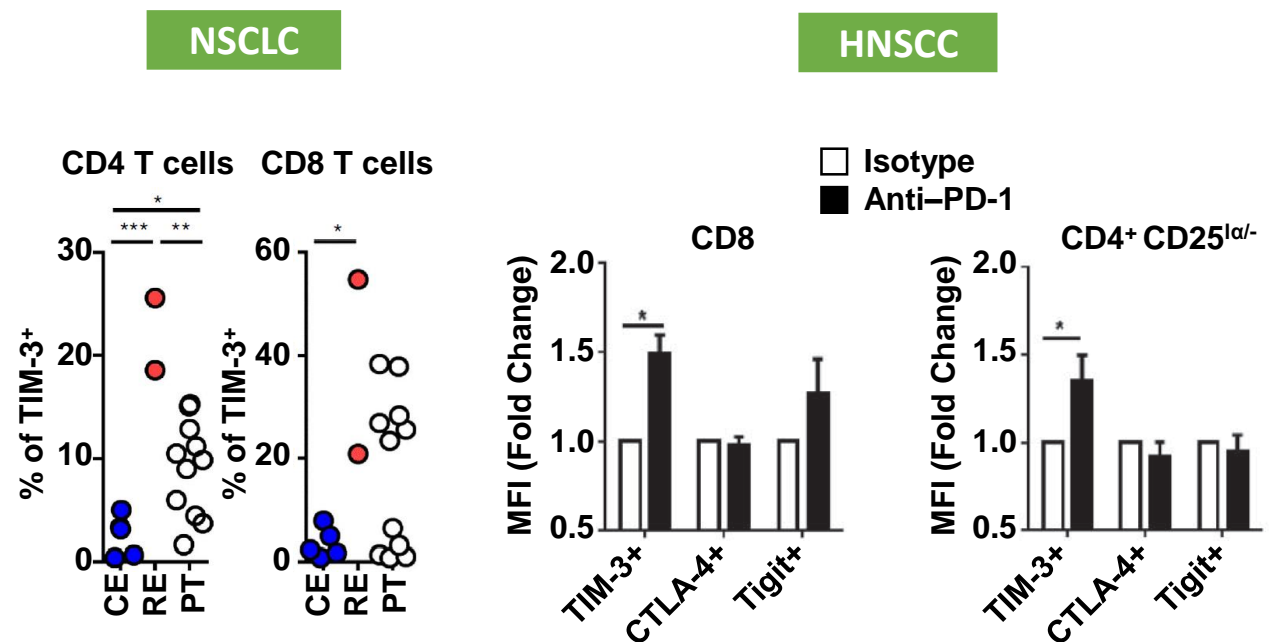 NSCLC
HNSCC
CD4 T cells
CD8 T cells
*
***
**
*
30
20
10
0
% of TIM-3+
CE
RE
PT
60
40
20
0
% of TIM-3+
CE
RE
PT
Isotype
Anti–PD-1
CD8
2.0
1.5
1.0
0.5
MFI (Fold Change)
*
TIM-3+
CTLA-4+
Tigit+
CD4+ CD25lα/-
2.0
1.5
1.0
0.5
MFI (Fold Change)
*
TIM-3+
CTLA-4+
Tigit+